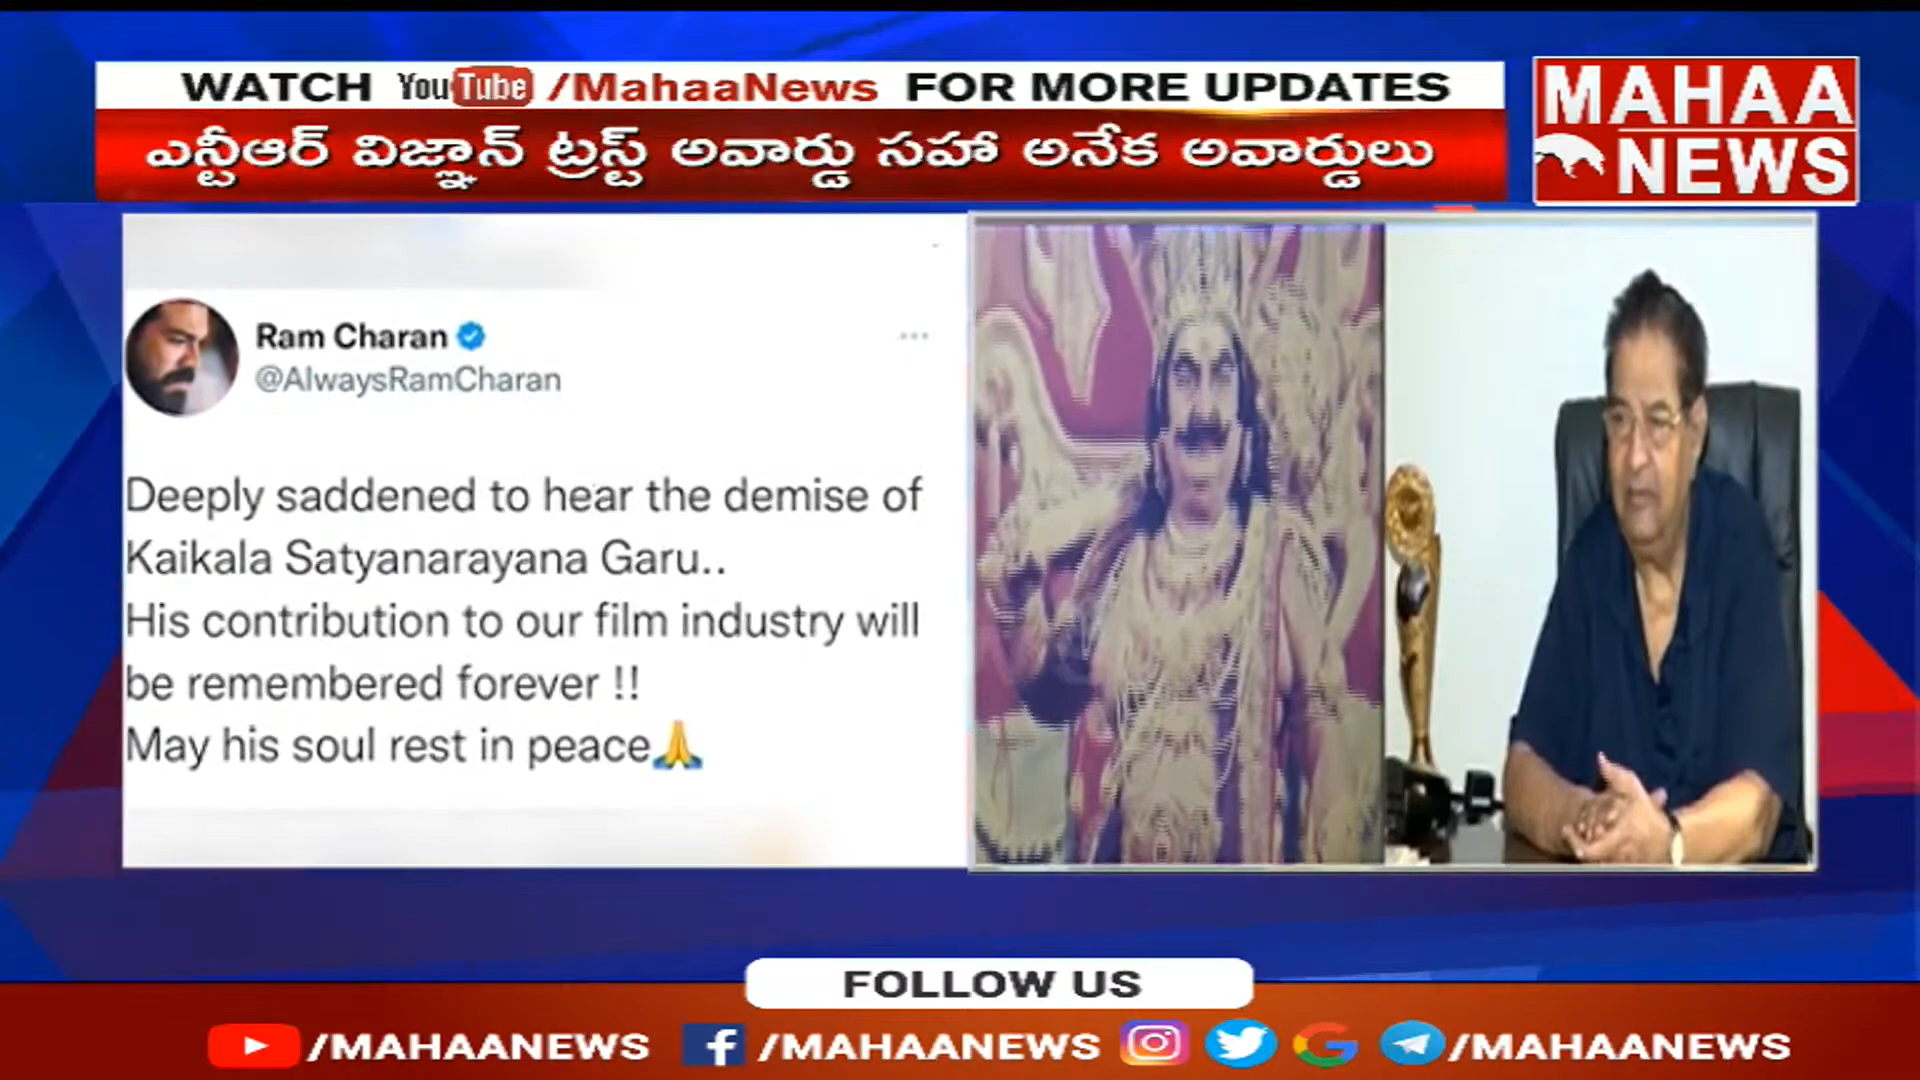 WATCH YouTube /MahaaNews FOR MORE UPDATES
ఎన్టీఆర్ విజ్ఞాన్ ట్రస్ట్ అవార్డు సహా అనేక అవార్డులు
MAHAA
NEWS
Ram Charan
@AlwaysRamCharan
Deeply saddened to hear the demise of
Kaikala Satyanarayana Garu..
His contribution to our film industry will
be remembered forever !!
May his soul rest in peace🙏
FOLLOW US
/MAHAANEWS /MAHAANEWS /MAHAANEWS